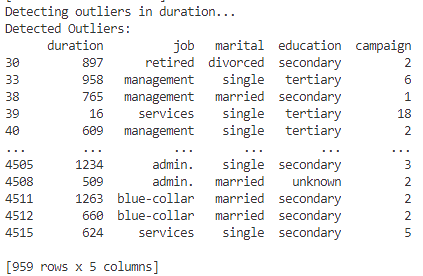 Detecting outliers in duration...
Detected Outliers:
duration job marital education campaign
30 897 retired divorced secondary 2
33 958 management single tertiary 6
38 765 management married secondary 1
39 16 services single tertiary 18
40 609 management single tertiary 2
... ... ... ... ... ...
4505 1234 admin. single secondary 3
4508 509 admin. married unknown 2
4511 1263 blue-collar married secondary 2
4512 660 blue-collar married secondary 2
4515 624 services single secondary 5
[959 rows x 5 columns]